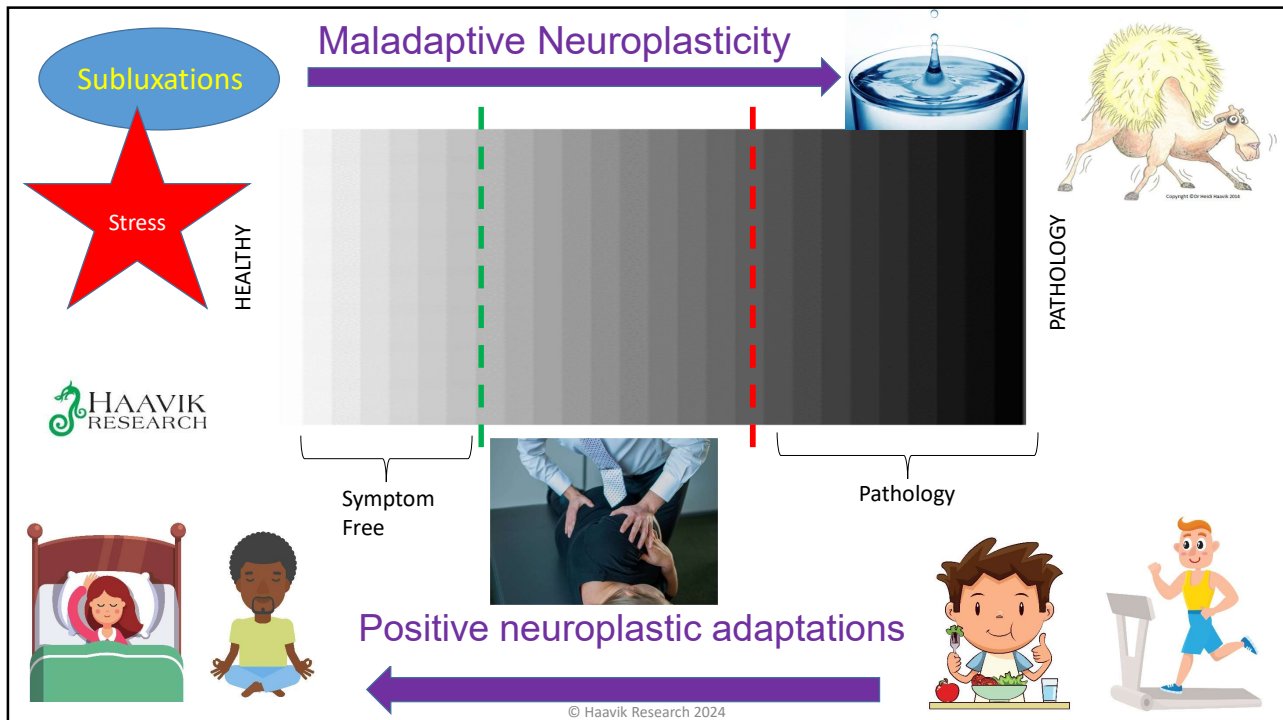 Maladaptive Neuroplasticity
Subluxations
Stress
HEALTHY
PATHOLOGY
Copyright ©Dr Heidi Haavik 2014
HAAVIK
RESEARCH
Symptom
Free
Pathology
Positive neuroplastic adaptations
© Haavik Research 2024